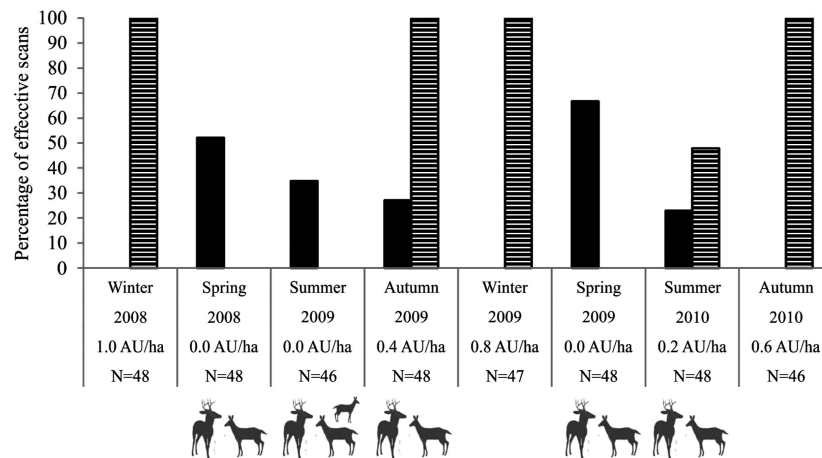 Percentage of effecctive scans
100
90
80
70
60
50
40
30
20
10
0
Winter Spring Summer Autumn Winter Spring Summer Autumn
2008 2008 2009 2009 2009 2009 2010 2010
1.0 AU/ha 0.0 AU/ha 0.0 AU/ha 0.4 AU/ha 0.8 AU/ha 0.0 AU/ha 0.2 AU/ha 0.6 AU/ha
N=48 N=48 N=46 N=48 N=47 N=48 N=48 N=46